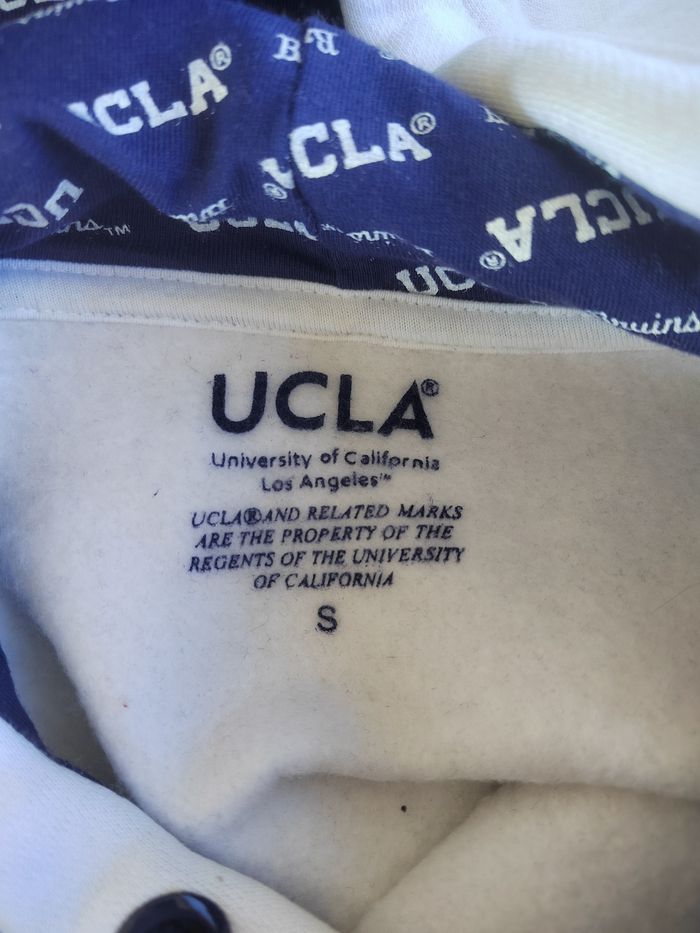 UCLA®
UCLA®
UCLA®
Bruins
UCLA®
University of California
Los Angeles™
UCLA® AND RELATED MARKS
ARE THE PROPERTY OF THE
REGENTS OF THE UNIVERSITY
OF CALIFORNIA
S